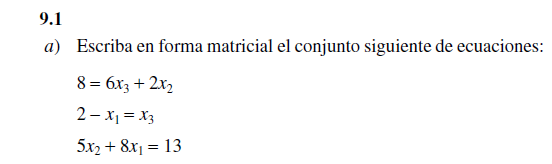 9.1
a) Escriba en forma matricial el conjunto siguiente de ecuaciones:
8 = 6x₃ + 2x₂
2 – x₁ = x₃
5x₂ + 8x₁ = 13